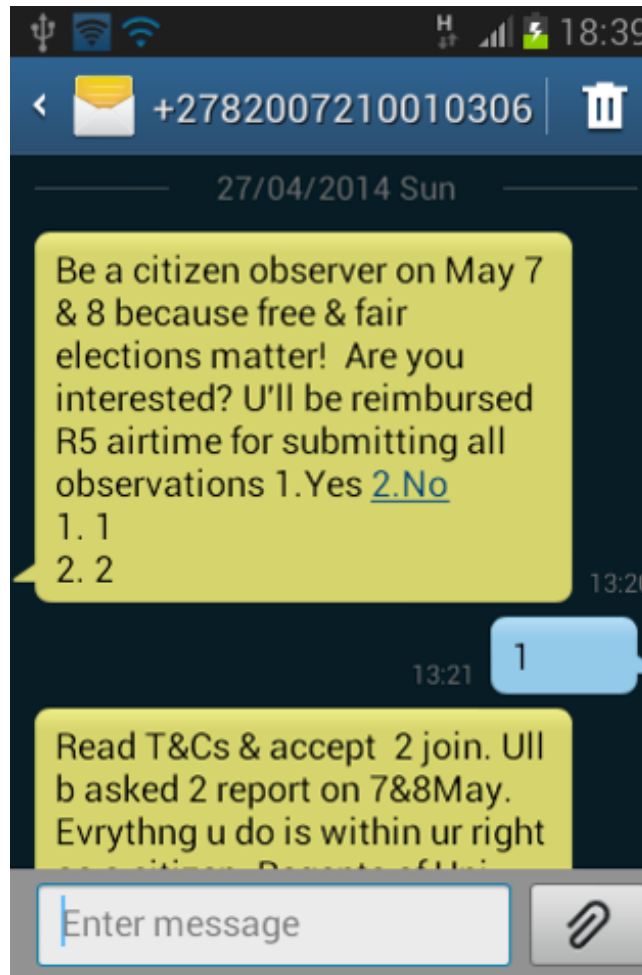 H
18:39
+2782007210010306
27/04/2014 Sun
Be a citizen observer on May 7
& 8 because free & fair
elections matter!  Are you
interested? U'll be reimbursed
R5 airtime for submitting all
observations 1.Yes 2.No
1. 1
2. 2
13:20
1
13:21
Read T&Cs & accept  2 join. Ull
b asked 2 report on 7&8May.
Evrythng u do is within ur right
Enter message